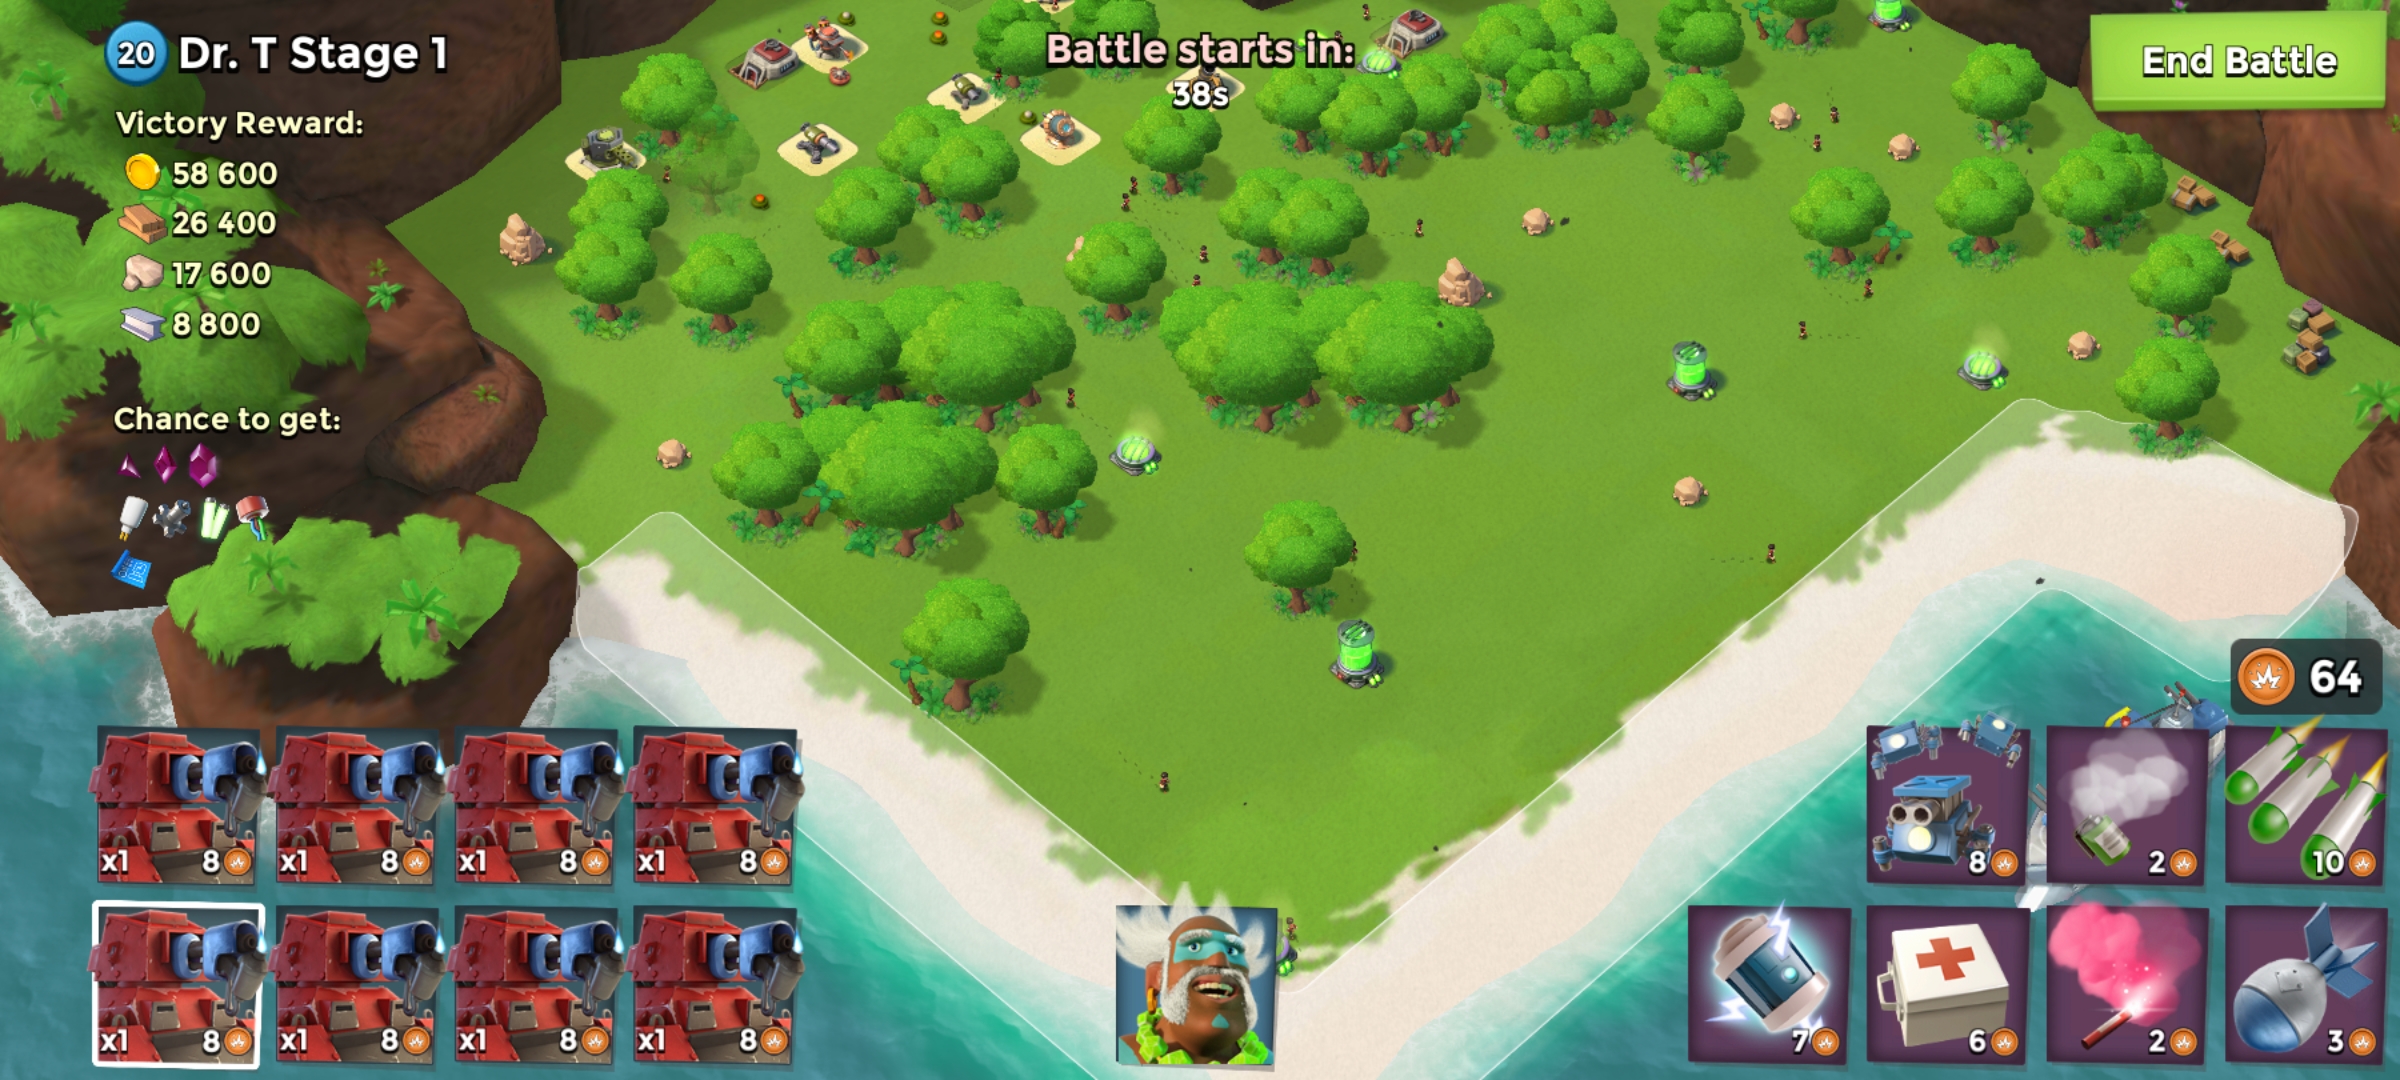 20 Dr. T Stage 1
Battle starts in:
38s
End Battle
Victory Reward:
58 600
26 400
17 600
8 800
Chance to get:
64
x1 8 x1 8 x1 8 x1 8
8 2 10
x1 8 x1 8 x1 8 x1 8
7 6 2 3